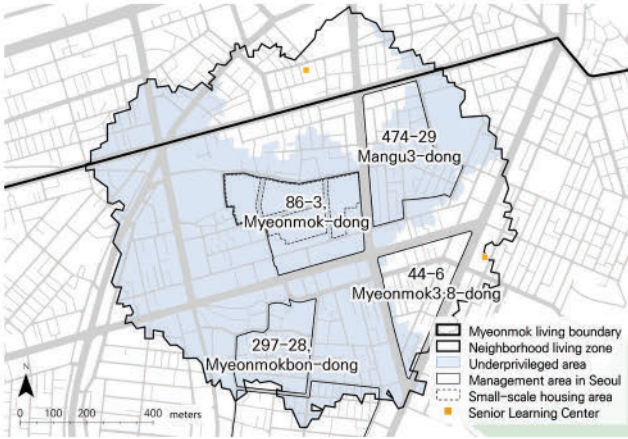 474-29
Mangu3-dong
86-3,
Myeonmok-dong
44-6
Myeonmok3·8-dong
297-28,
Myeonmokbon-dong
Myeonmok living boundary
Neighborhood living zone
Underprivileged area
Management area in Seoul
Small-scale housing area
Senior Learning Center
N
0 100 200 400 meters